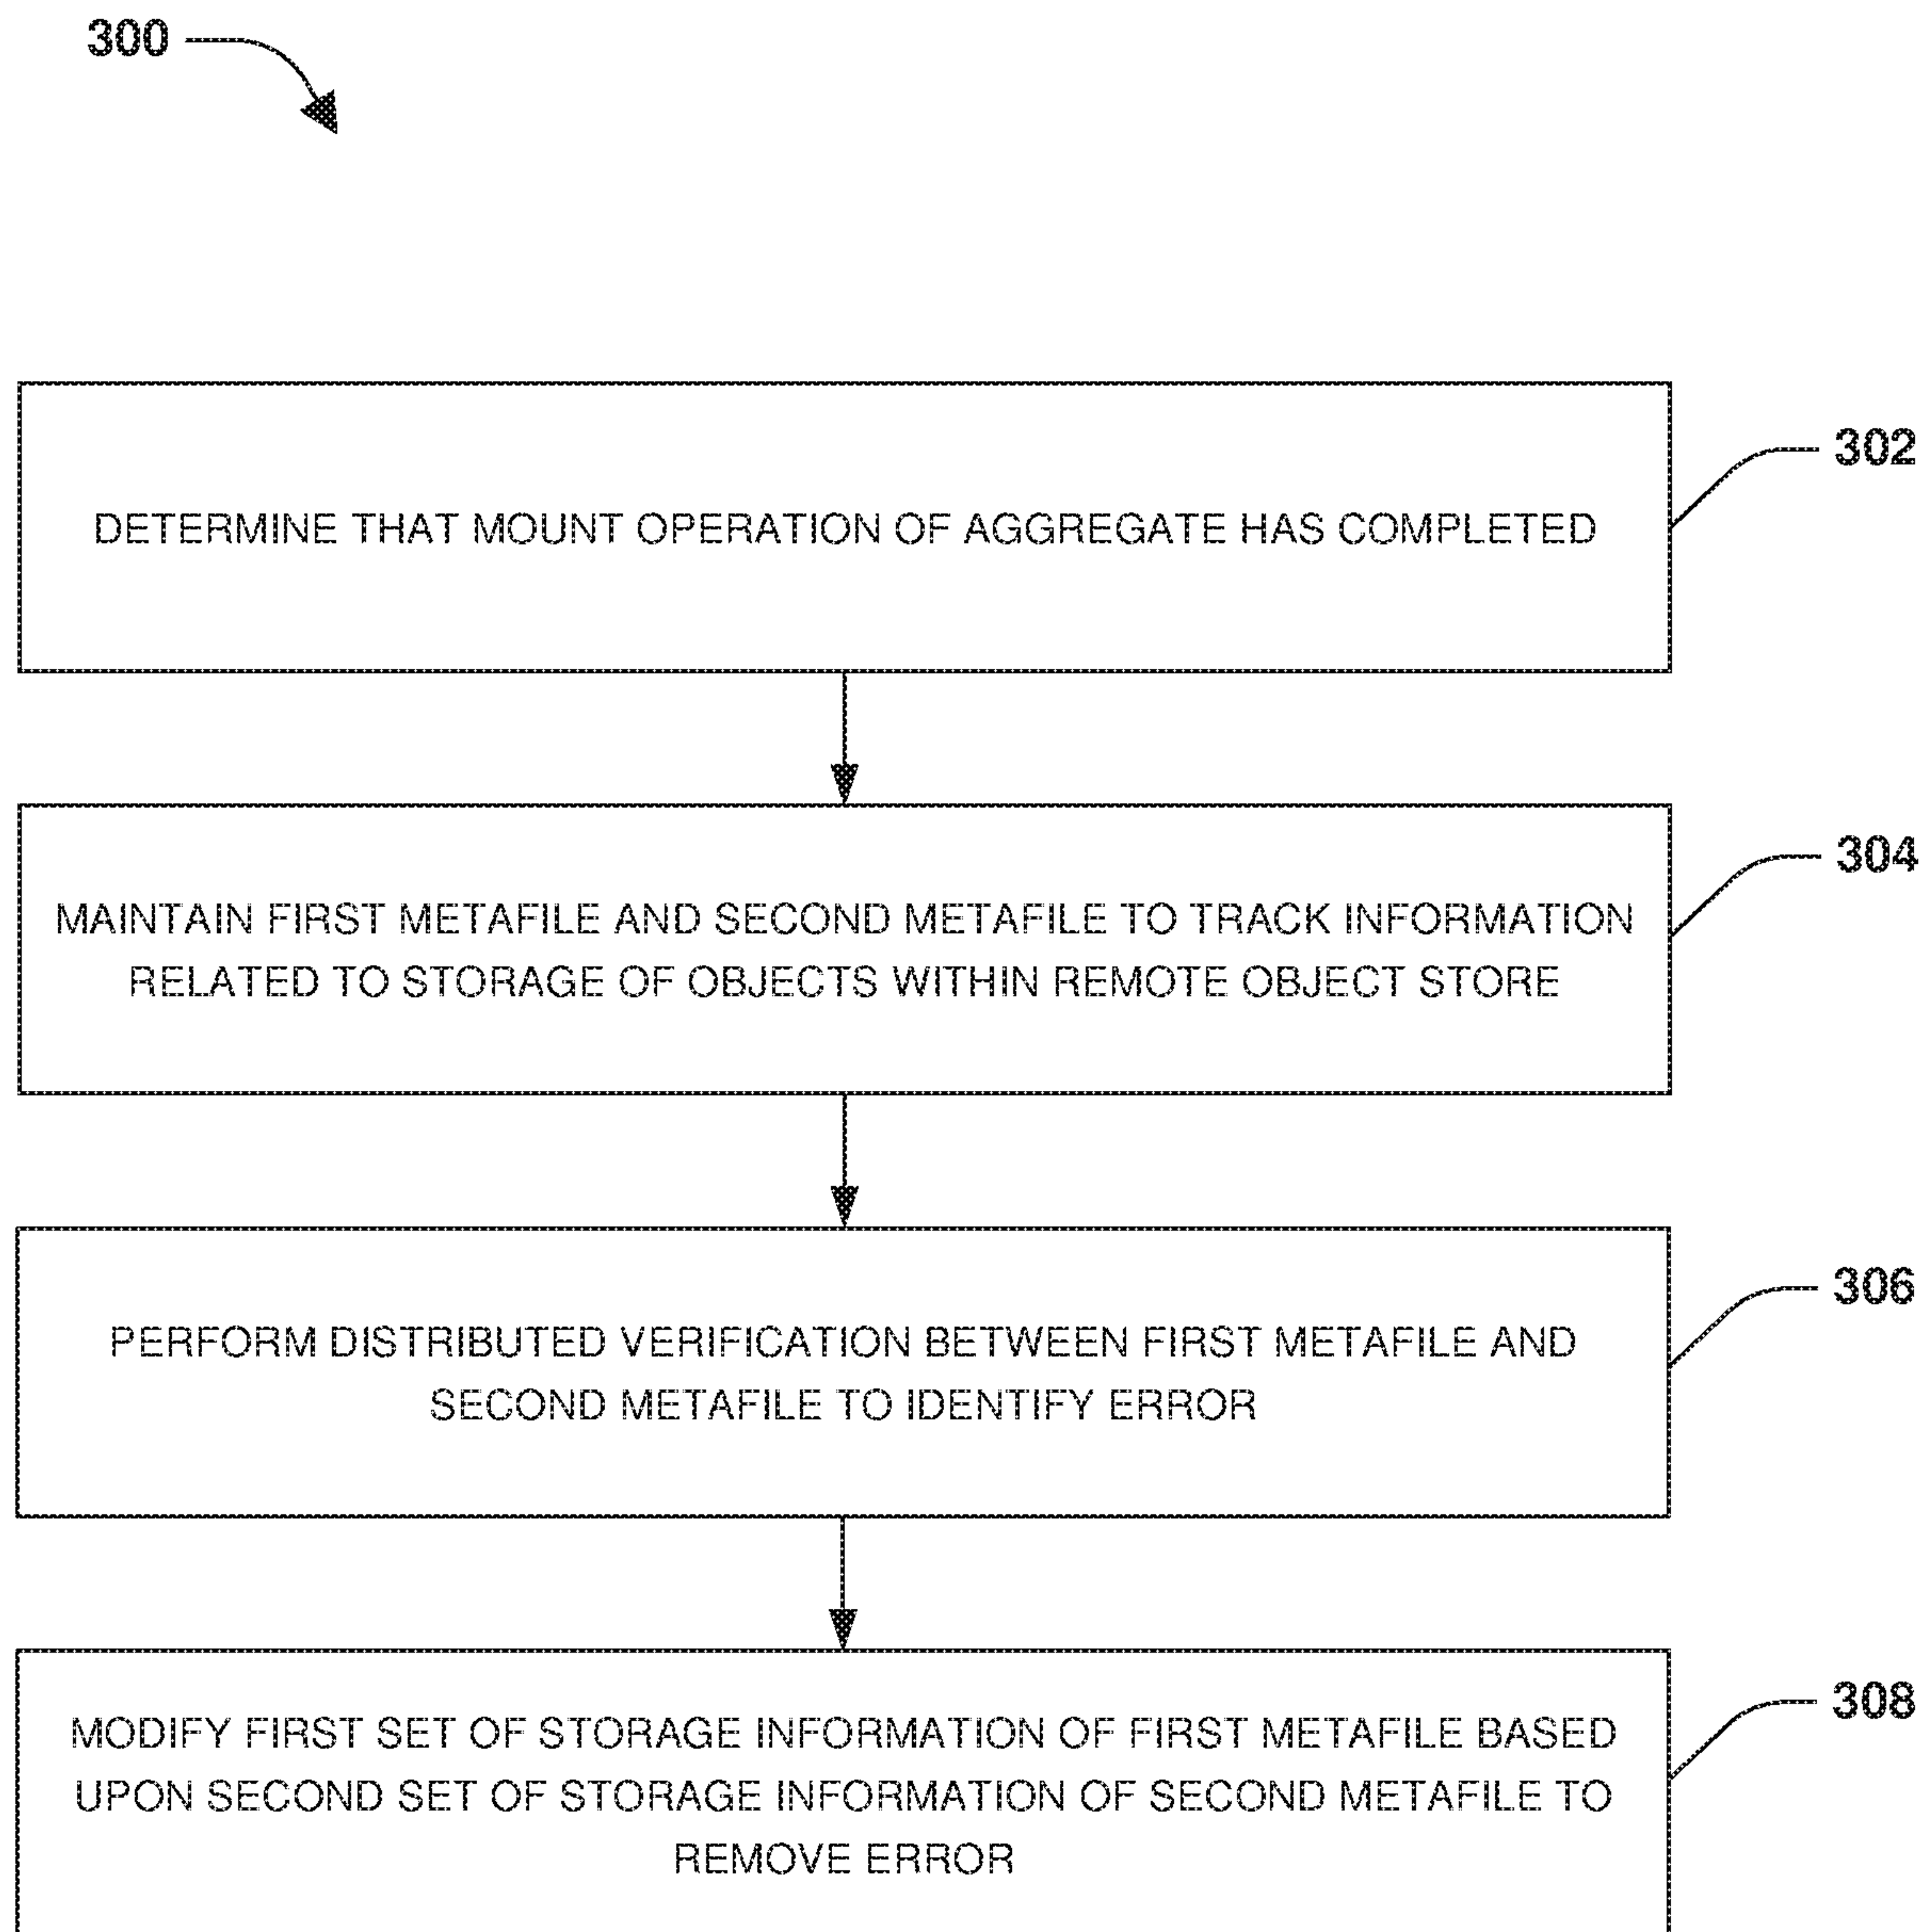 300
302
DETERMINE THAT MOUNT OPERATION OF AGGREGATE HAS COMPLETED
304
MAINTAIN FIRST METAFILE AND SECOND METAFILE TO TRACK INFORMATION
RELATED TO STORAGE OF OBJECTS WITHIN REMOTE OBJECT STORE
306
PERFORM DISTRIBUTED VERIFICATION BETWEEN FIRST METAFILE AND
SECOND METAFILE TO IDENTIFY ERROR
308
MODIFY FIRST SET OF STORAGE INFORMATION OF FIRST METAFILE BASED
UPON SECOND SET OF STORAGE INFORMATION OF SECOND METAFILE TO
REMOVE ERROR